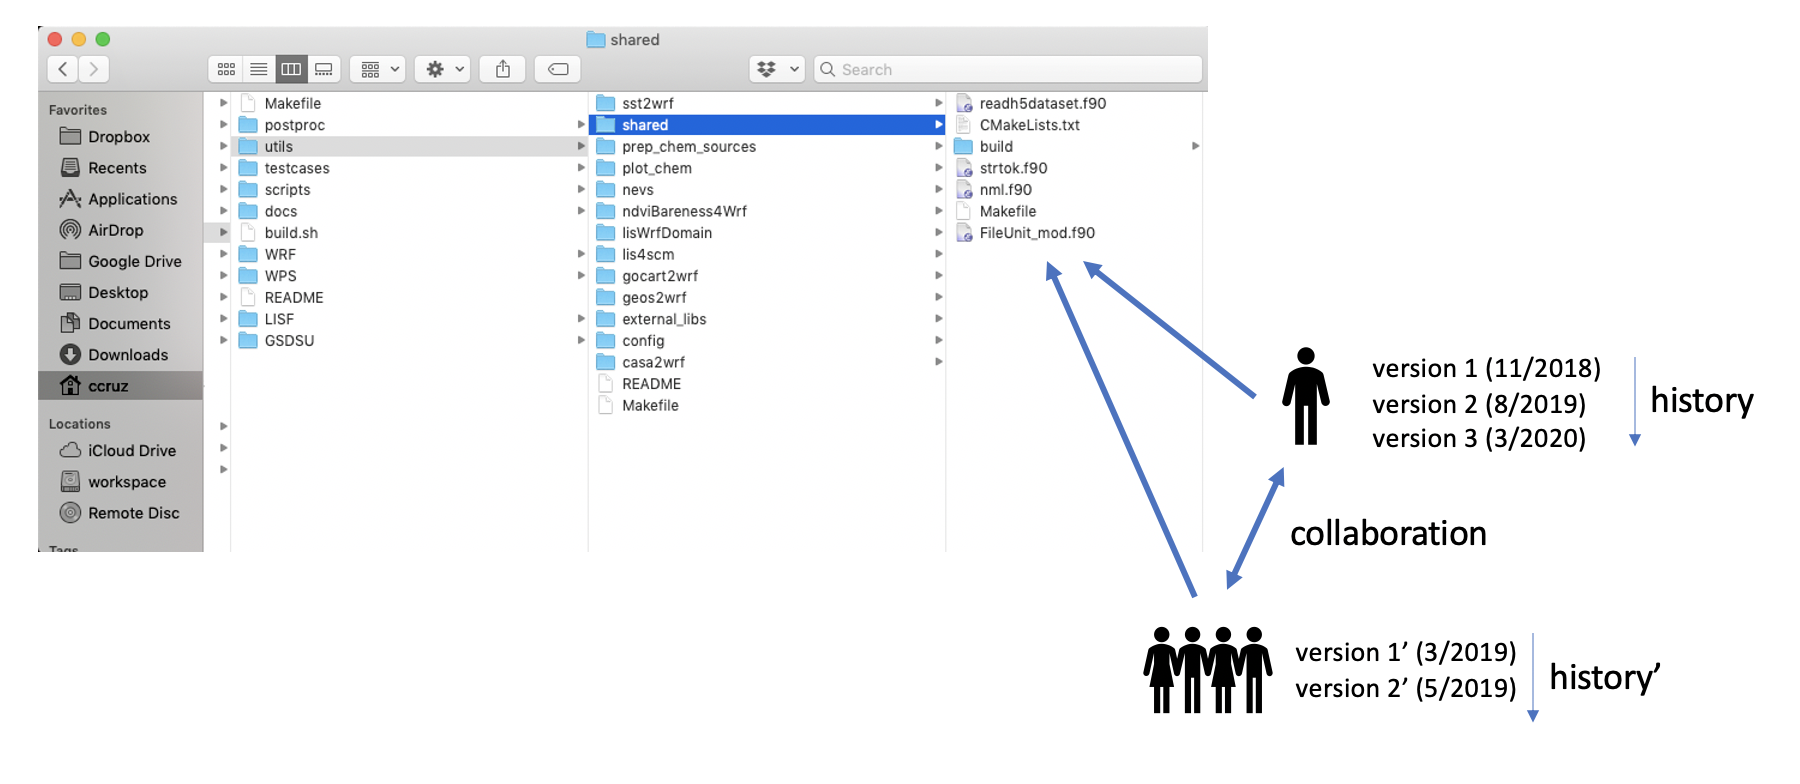 shared
Search
Favorites
Dropbox
Recents
Applications
AirDrop
Google Drive
Desktop
Documents
Downloads
ccruz
Locations
iCloud Drive
workspace
Remote Disc
Tags
Makefile
postproc
utils
testcases
scripts
docs
build.sh
WRF
WPS
README
LISF
GSDSU
sst2wrf
shared
prep_chem_sources
plot_chem
nevs
ndviBareness4Wrf
lisWrfDomain
lis4scm
gocart2wrf
geos2wrf
external_libs
config
casa2wrf
README
Makefile
readh5dataset.f90
CMakeLists.txt
build
strtok.f90
nml.f90
Makefile
FileUnit_mod.f90
version 1 (11/2018)
version 2 (8/2019)
version 3 (3/2020)
history
collaboration
version 1’ (3/2019)
version 2’ (5/2019)
history’